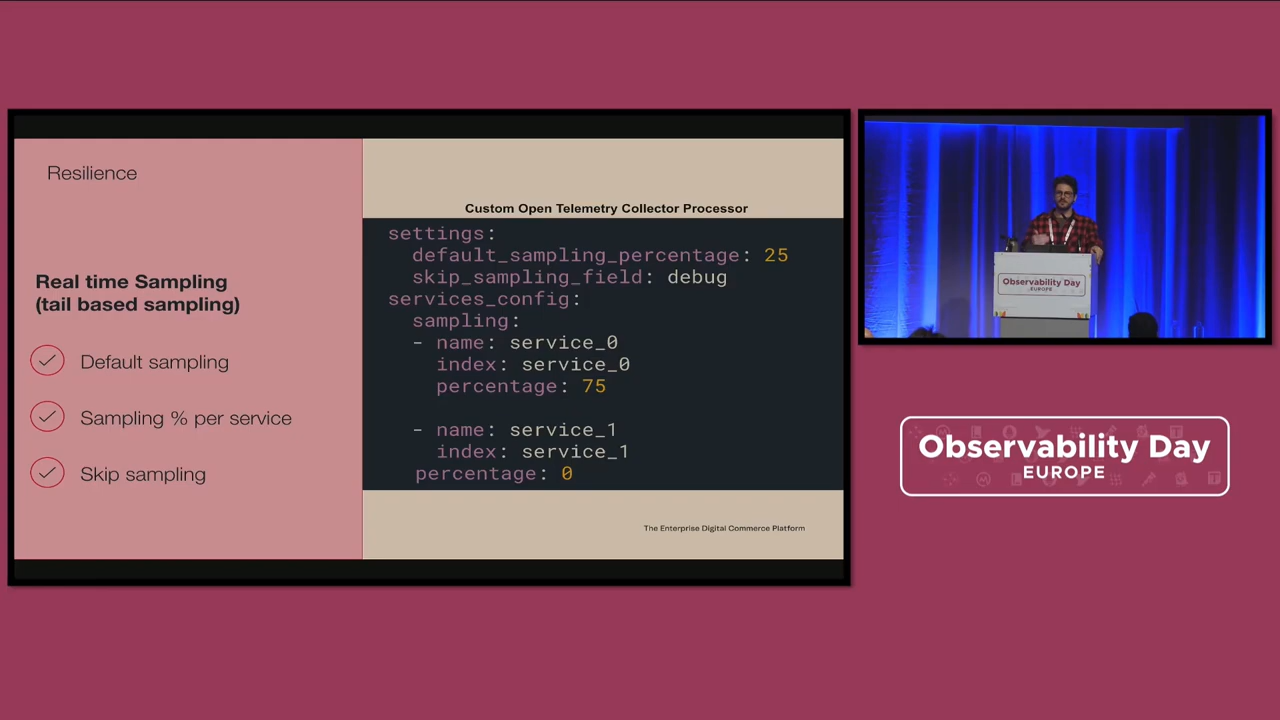 Resilience
Real time Sampling
(tail based sampling)
Default sampling
Sampling % per service
Skip sampling
Custom Open Telemetry Collector Processor
settings:
default_sampling_percentage: 25
skip_sampling_field: debug
services_config:
sampling:
- name: service_0
index: service_0
percentage: 75
- name: service_1
index: service_1
percentage: 0
The Enterprise Digital Commerce Platform
Observability Day
EUROPE
Observability Day
EUROPE